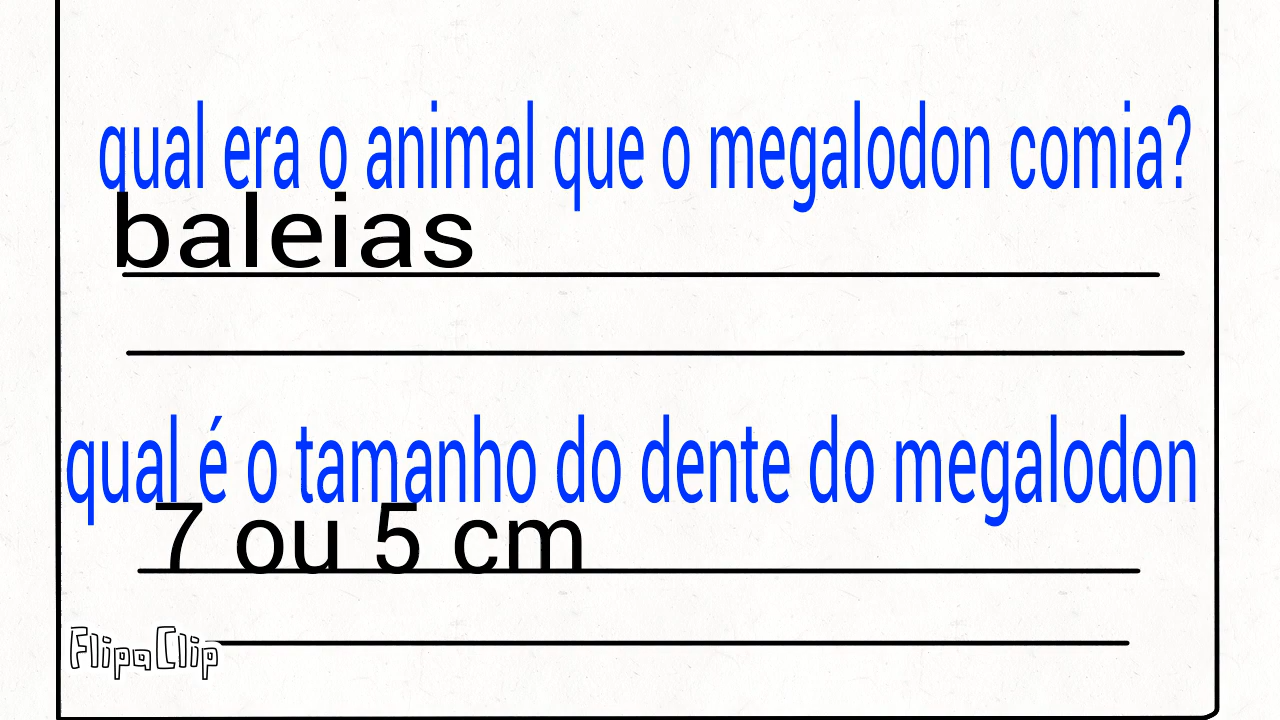 qual era o animal que o megalodon comia?
baleias
qual é o tamanho do dente do megalodon
7 ou 5 cm
FlipaClip